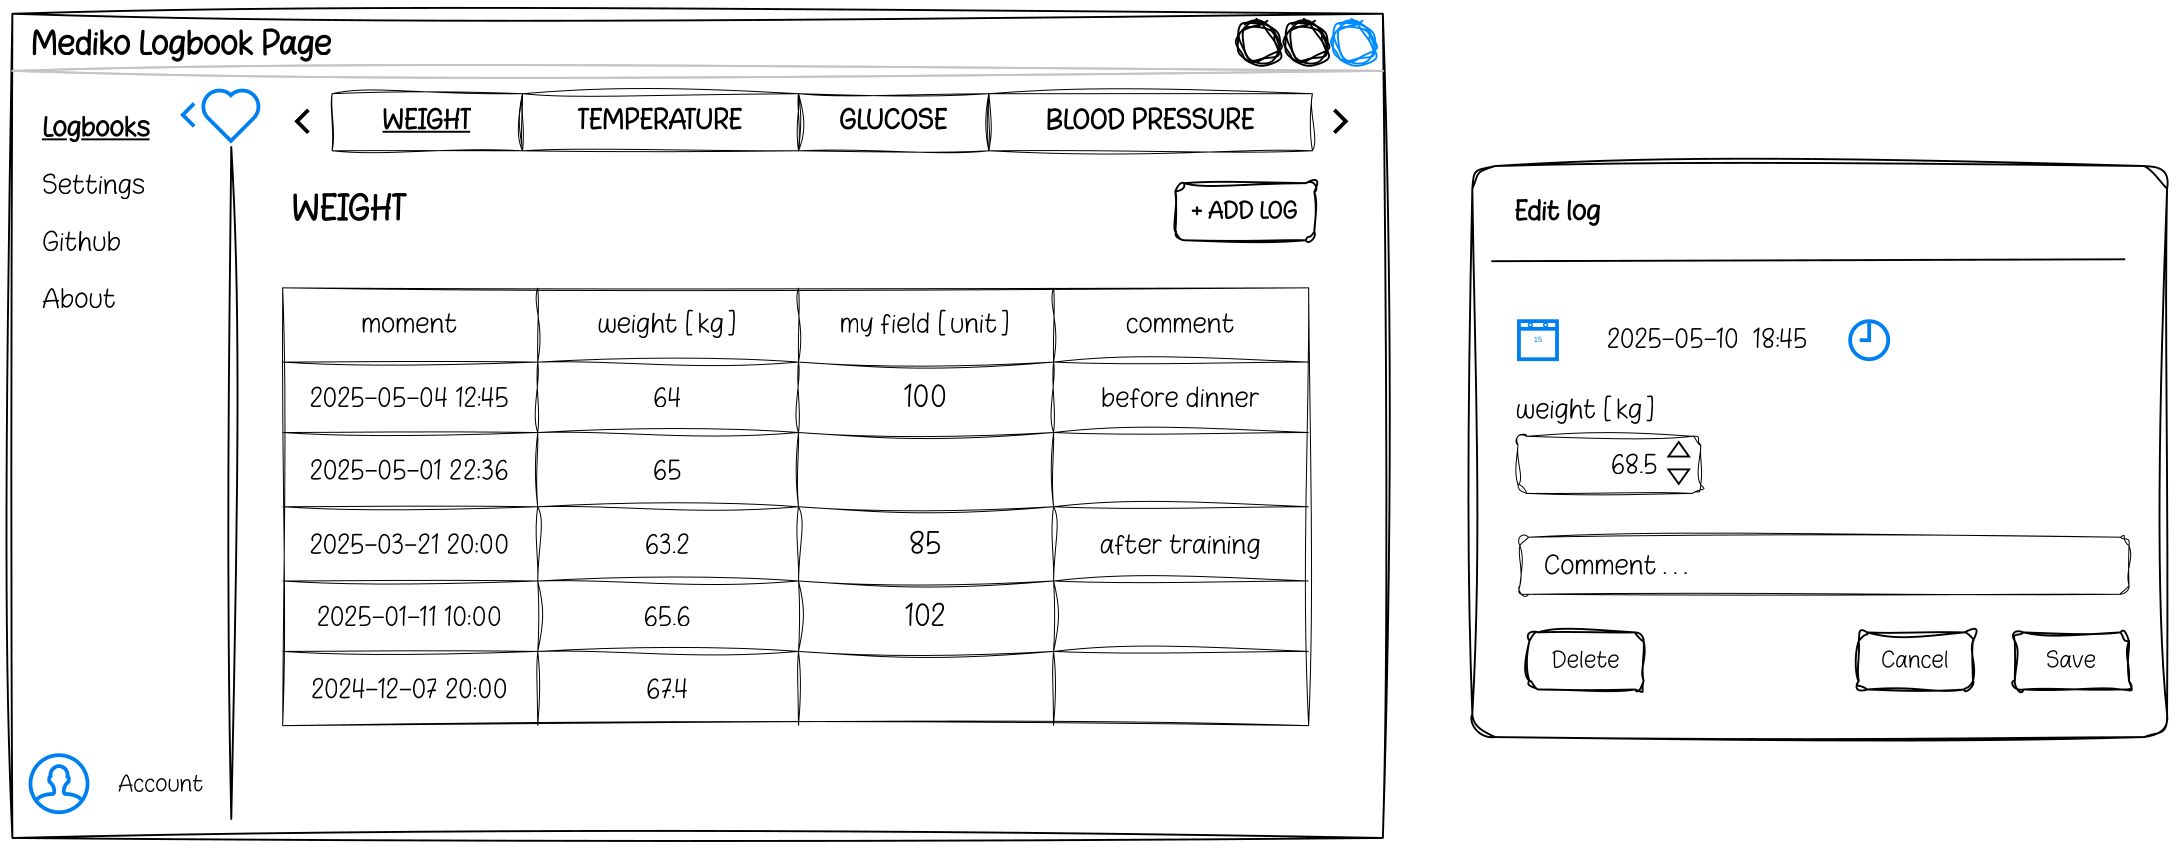 Mediko Logbook Page
Logbooks
Settings
Github
About
Account
WEIGHT TEMPERATURE GLUCOSE BLOOD PRESSURE
WEIGHT
+ ADD LOG
moment weight [kg] my field [unit] comment
2025-05-04 12:45 64 100 before dinner
2025-05-01 22:36 65
2025-03-21 20:00 63.2 85 after training
2025-01-11 10:00 65.6 102
2024-12-07 20:00 67.4
Edit log
15
2025-05-10 18:45
weight [kg]
68.5
Comment . . .
Delete Cancel Save